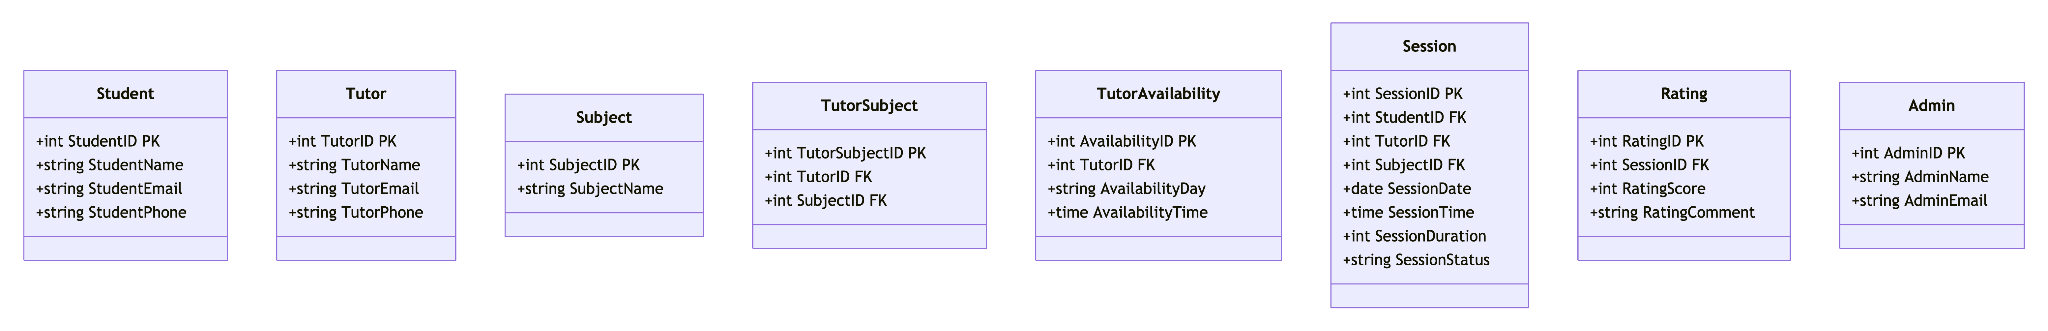 Student
+int StudentID PK
+string StudentName
+string StudentEmail
+string StudentPhone
Tutor
+int TutorID PK
+string TutorName
+string TutorEmail
+string TutorPhone
Subject
+int SubjectID PK
+string SubjectName
TutorSubject
+int TutorSubjectID PK
+int TutorID FK
+int SubjectID FK
TutorAvailability
+int AvailabilityID PK
+int TutorID FK
+string AvailabilityDay
+time AvailabilityTime
Session
+int SessionID PK
+int StudentID FK
+int TutorID FK
+int SubjectID FK
+date SessionDate
+time SessionTime
+int SessionDuration
+string SessionStatus
Rating
+int RatingID PK
+int SessionID FK
+int RatingScore
+string RatingComment
Admin
+int AdminID PK
+string AdminName
+string AdminEmail